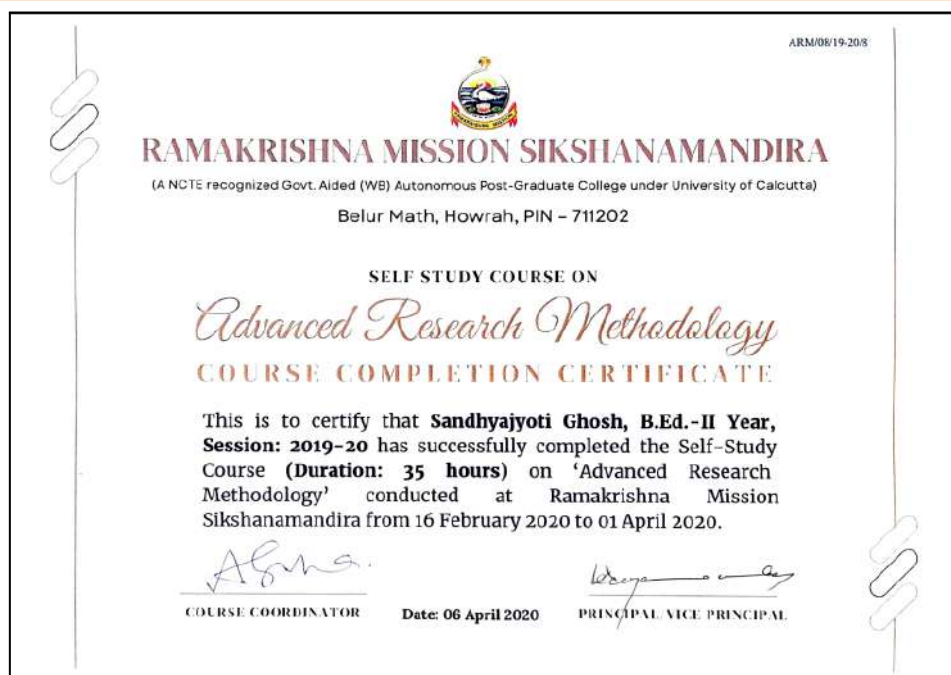 ARM/08/19-20/8
RAMAKRISHNA MISSION
RAMAKRISHNA MISSION SIKSHANAMANDIRA
(A NCTE recognized Govt. Aided (WB) Autonomous Post-Graduate College under University of Calcutta)
Belur Math, Howrah, PIN – 711202
SELF STUDY COURSE ON
Advanced Research Methodology
COURSE COMPLETION CERTIFICATE
This is to certify that Sandhyajyoti Ghosh, B.Ed.-II Year,
Session: 2019-20 has successfully completed the Self-Study
Course (Duration: 35 hours) on ‘Advanced Research
Methodology’ conducted at Ramakrishna Mission
Sikshanamandira from 16 February 2020 to 01 April 2020.
COURSE COORDINATOR Date: 06 April 2020 PRINCIPAL/VICE PRINCIPAL